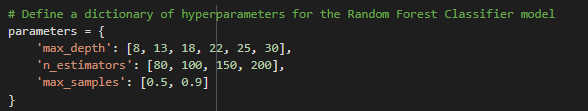 # Define a dictionary of hyperparameters for the Random Forest Classifier model
parameters = {
    'max_depth': [8, 13, 18, 22, 25, 30],
    'n_estimators': [80, 100, 150, 200],
    'max_samples': [0.5, 0.9]
}